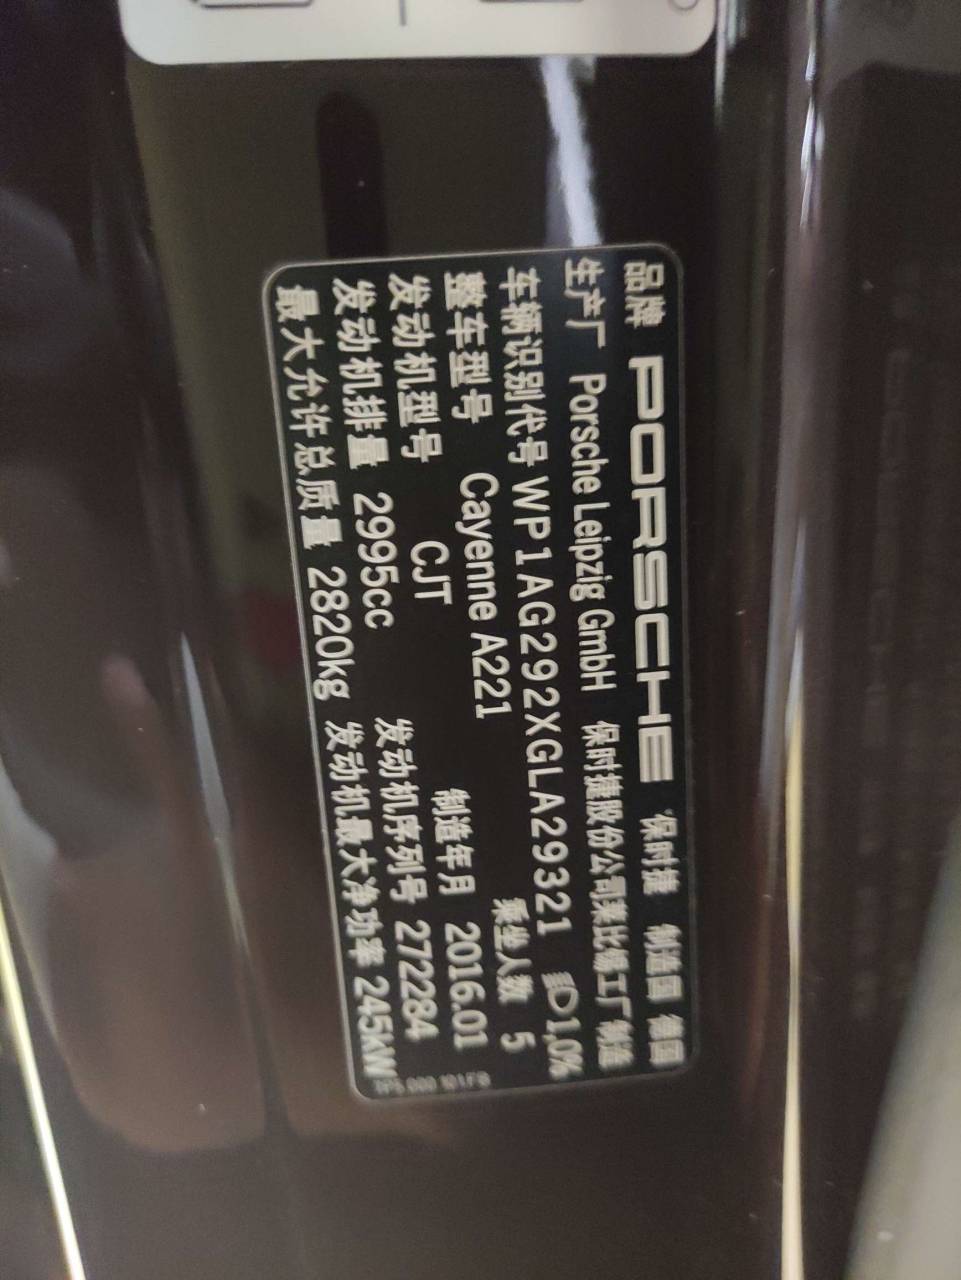 品牌 PORSCHE 保时捷 制造国 德国
生产厂 Porsche Leipzig GmbH 保时捷股份公司莱比锡工厂制造
车辆识别代号 WP1AG292XGLA29321 1,0%
整车型号 Cayenne A221 乘坐人数 5
发动机型号 CJT 制造年月 2016.01
发动机排量 2995cc 发动机序列号 272284
最大允许总质量 2820kg 发动机最大净功率 245kW